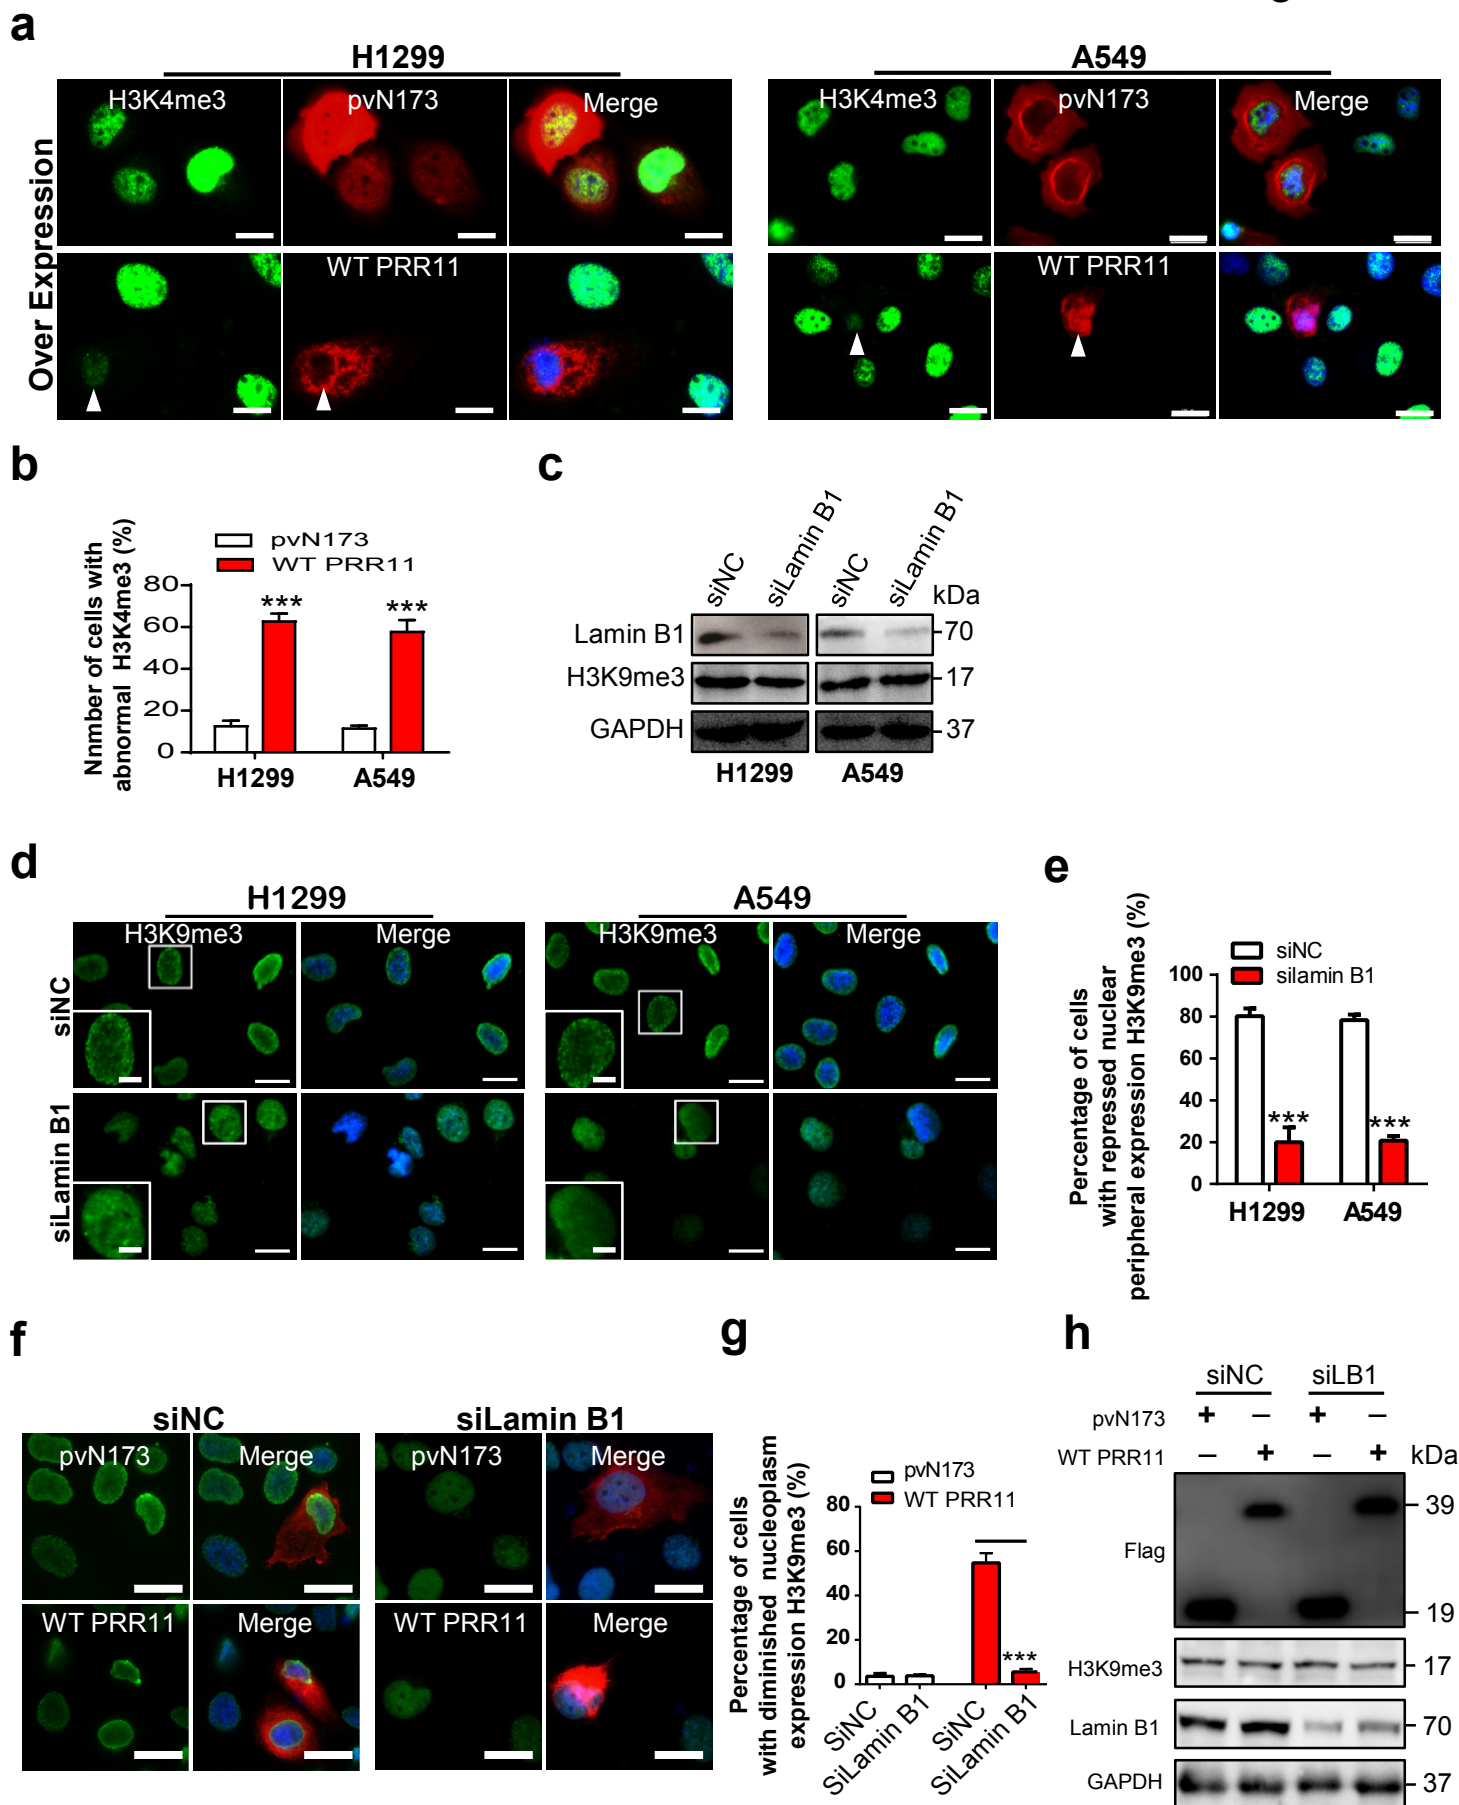 a
H1299
A549
Over Expression
H3K4me3
pvN173
Merge
H3K4me3
pvN173
Merge
WT PRR11
WT PRR11
b
Nnmber of cells with
abnormal H3K4me3 (%)
pvN173
WT PRR11
80
60
40
20
0
***
***
H1299
A549
c
siNC
siLamin B1
siNC
siLamin B1
kDa
Lamin B1
70
H3K9me3
17
GAPDH
37
H1299
A549
d
H1299
A549
siNC
H3K9me3
Merge
H3K9me3
Merge
siLamin B1
e
Percentage of cells
with repressed nuclear
peripheral expression H3K9me3 (%)
siNC
silamin B1
100
80
60
40
20
0
***
***
H1299
A549
f
siNC
siLamin B1
pvN173
Merge
pvN173
Merge
WT PRR11
Merge
WT PRR11
Merge
g
Percentage of cells
with diminished nucleoplasm
expression H3K9me3 (%)
pvN173
WT PRR11
80
60
40
20
0
***
SiNC
SiLamin B1
SiNC
SiLamin B1
h
siNC
siLB1
pvN173 + – + –
WT PRR11 – + – + kDa
Flag
39
19
H3K9me3
17
Lamin B1
70
GAPDH
37